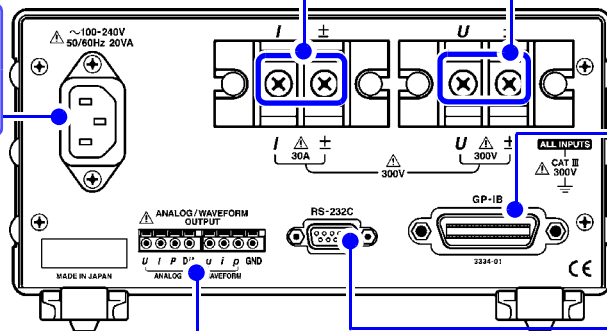 ~100-240V
50/60Hz 20VA
I ±
U ±
I ±
30A
U ±
300V
300V
ALL INPUTS
CAT III
300V
ANALOG/WAVEFORM
OUTPUT
U I P u i p GND
ANALOG
RS-232C
GP-IB
3334-01
MADE IN JAPAN
CE